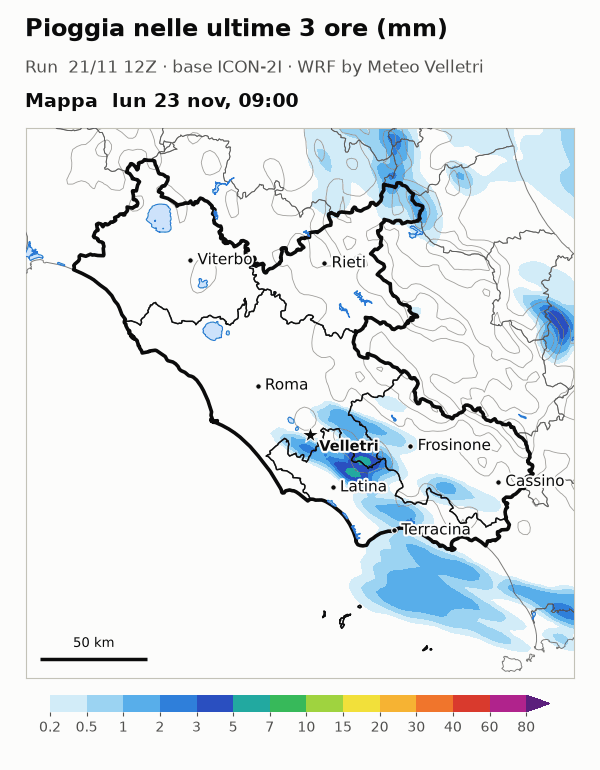 Pioggia nelle ultime 3 ore (mm)
Run  21/11 12Z · base ICON-2I · WRF by Meteo Velletri
Mappa  lun 23 nov, 09:00
Viterbo
Rieti
Roma
Velletri
Frosinone
Latina
Cassino
Terracina
50 km
0.2 0.5 1 2 3 5 7 10 15 20 30 40 60 80